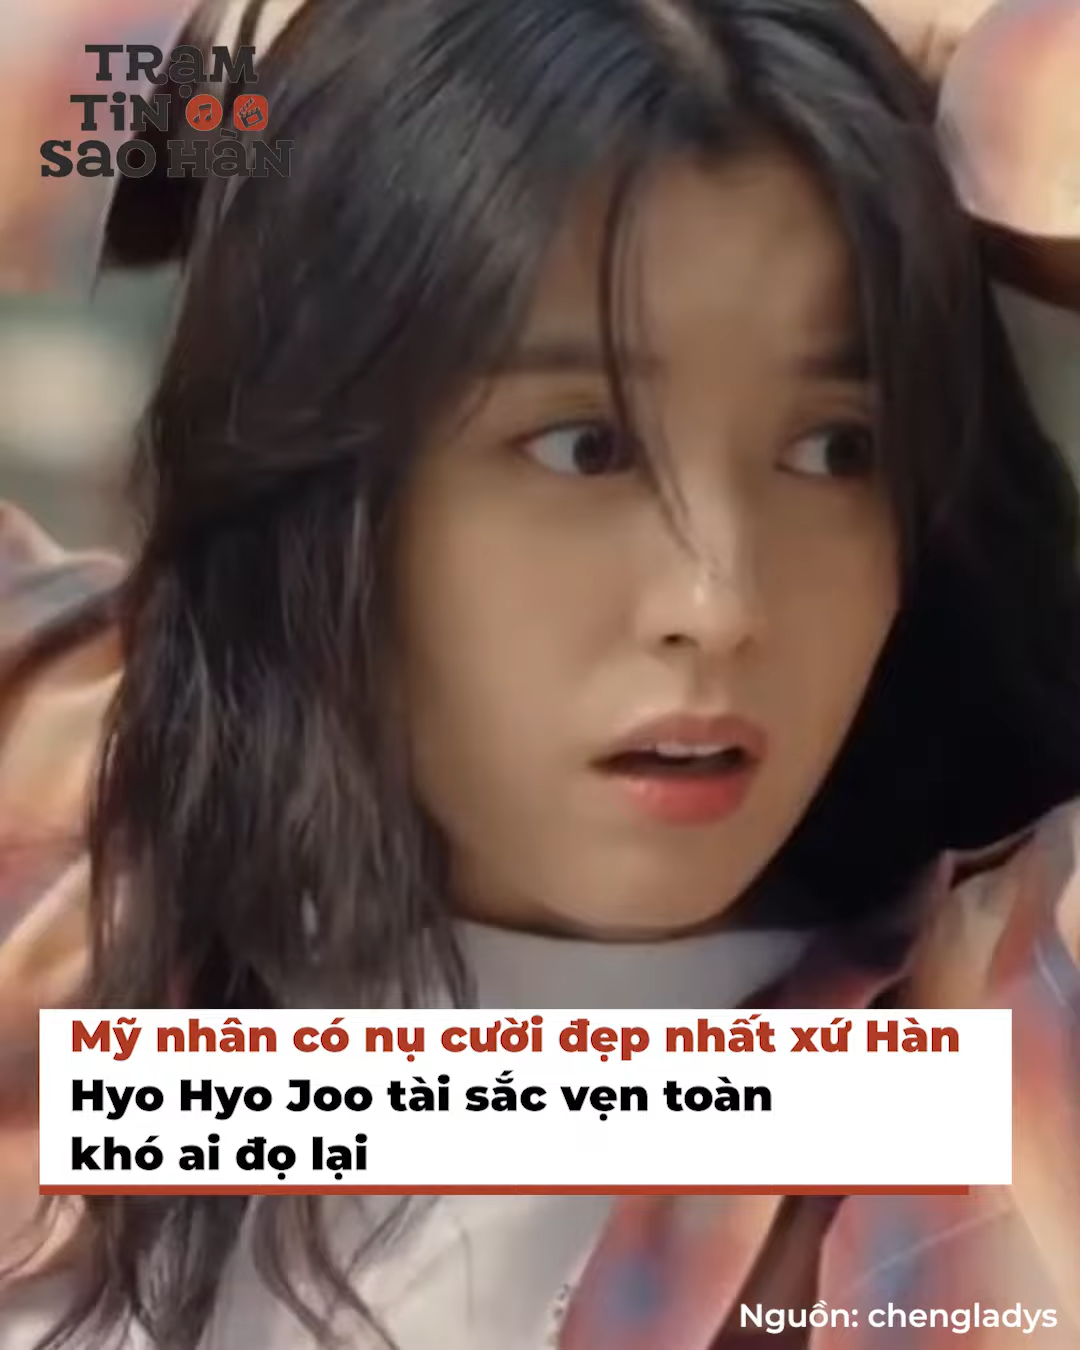 TRẠM
TiN
SaO HàN
Mỹ nhân có nụ cười đẹp nhất xứ Hàn
Hyo Hyo Joo tài sắc vẹn toàn
khó ai đọ lại
Nguồn: chengladys